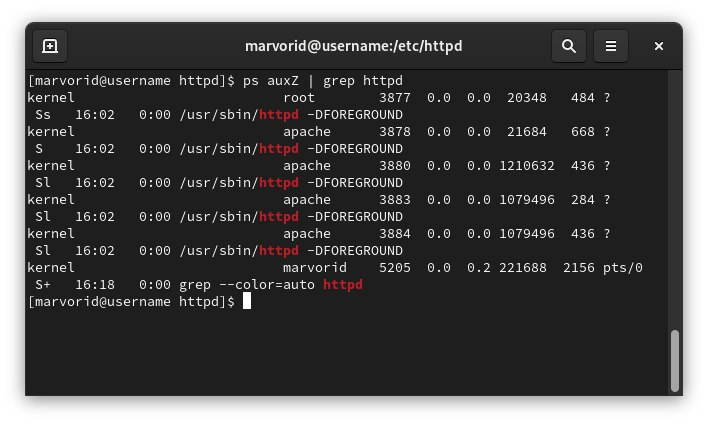 marvorid@username:/etc/httpd
[marvorid@username httpd]$ ps auxZ | grep httpd
kernel                          root        3877  0.0  0.0  20348   484 ?
 Ss   16:02   0:00 /usr/sbin/httpd -DFOREGROUND
kernel                          apache      3878  0.0  0.0  21684   668 ?
 S    16:02   0:00 /usr/sbin/httpd -DFOREGROUND
kernel                          apache      3880  0.0  0.0 1210632  436 ?
 Sl   16:02   0:00 /usr/sbin/httpd -DFOREGROUND
kernel                          apache      3883  0.0  0.0 1079496  284 ?
 Sl   16:02   0:00 /usr/sbin/httpd -DFOREGROUND
kernel                          apache      3884  0.0  0.0 1079496  436 ?
 Sl   16:02   0:00 /usr/sbin/httpd -DFOREGROUND
kernel                          marvorid    5205  0.0  0.2 221688  2156 pts/0
 S+   16:18   0:00 grep --color=auto httpd
[marvorid@username httpd]$